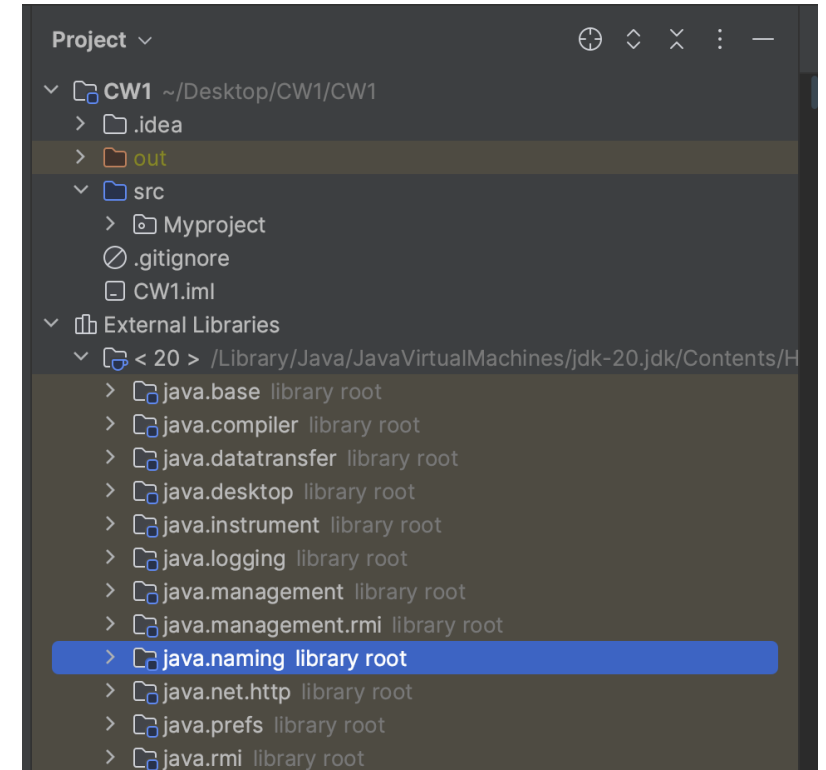 Project
CW1 ~/Desktop/CW1/CW1
.idea
out
src
Myproject
.gitignore
CW1.iml
External Libraries
< 20 > /Library/Java/JavaVirtualMachines/jdk-20.jdk/Contents/H
java.base library root
java.compiler library root
java.datatransfer library root
java.desktop library root
java.instrument library root
java.logging library root
java.management library root
java.management.rmi library root
java.naming library root
java.net.http library root
java.prefs library root
java.rmi library root